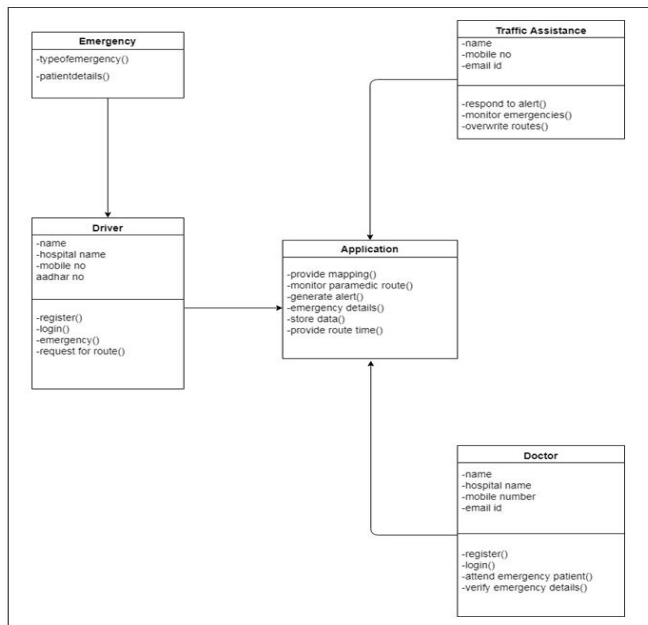 Emergency
-typeofemergency()
-patientdetails()
Traffic Assistance
-name
-mobile no
-email id
-respond to alert()
-monitor emergencies()
-overwrite routes()
Driver
-name
-hospital name
-mobile no
aadhar no
-register()
-login()
-emergency()
-request for route()
Application
-provide mapping()
-monitor paramedic route()
-generate alert()
-emergency details()
-store data()
-provide route time()
Doctor
-name
-hospital name
-mobile number
-email id
-register()
-login()
-attend emergency patient()
-verify emergency details()